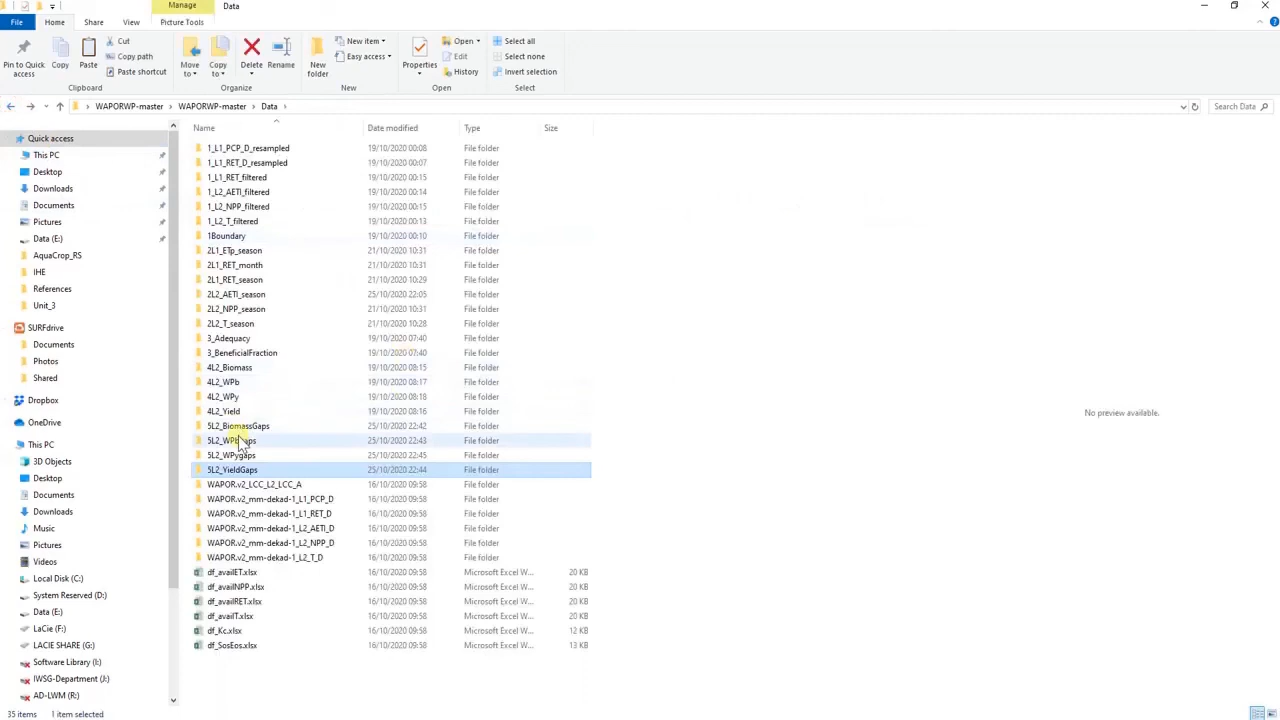 Manage
Data
File
Home
Share
View
Picture Tools
Pin to Quick access
Copy
Paste
Cut
Copy path
Paste shortcut
Clipboard
Move to
Copy to
Delete
Rename
Organize
New folder
New item
Easy access
New
Properties
Open
Edit
History
Open
Select all
Select none
Invert selection
Select
WAPORWP-master > WAPORWP-master > Data >
Search Data
Name
Date modified
Type
Size
Quick access
This PC
Desktop
Downloads
Documents
Pictures
Data (E:)
AquaCrop_RS
IHE
References
Unit_3
SURFdrive
Documents
Photos
Shared
Dropbox
OneDrive
This PC
3D Objects
Desktop
Documents
Downloads
Music
Pictures
Videos
Local Disk (C:)
System Reserved (D:)
Data (E:)
LaCie (F:)
LACIE SHARE (G:)
Software Library (I:)
IWSG-Department (J:)
AD-LWM (R:)
1_L1_PCP_D_resampled 19/10/2020 00:08 File folder
1_L1_RET_D_resampled 19/10/2020 00:07 File folder
1_L1_RET_filtered 19/10/2020 00:15 File folder
1_L2_AETI_filtered 19/10/2020 00:14 File folder
1_L2_NPP_filtered 19/10/2020 00:15 File folder
1_L2_T_filtered 19/10/2020 00:13 File folder
1Boundary 19/10/2020 00:10 File folder
2L1_ETp_season 21/10/2020 10:31 File folder
2L1_RET_month 21/10/2020 10:31 File folder
2L1_RET_season 21/10/2020 10:29 File folder
2L2_AETI_season 25/10/2020 22:05 File folder
2L2_NPP_season 21/10/2020 10:31 File folder
2L2_T_season 21/10/2020 10:28 File folder
3_Adequacy 19/10/2020 07:40 File folder
3_BeneficialFraction 19/10/2020 07:40 File folder
4L2_Biomass 19/10/2020 08:15 File folder
4L2_WPb 19/10/2020 08:17 File folder
4L2_WPy 19/10/2020 08:18 File folder
4L2_Yield 19/10/2020 08:16 File folder
5L2_BiomassGaps 25/10/2020 22:42 File folder
25/10/2020 22:43 File folder
5L2_WPygaps 25/10/2020 22:45 File folder
5L2_YieldGaps 25/10/2020 22:44 File folder
WAPOR.v2_LCC_L2_LCC_A 16/10/2020 09:58 File folder
WAPOR.v2_mm-dekad-1_L1_PCP_D 16/10/2020 09:58 File folder
WAPOR.v2_mm-dekad-1_L1_RET_D 16/10/2020 09:58 File folder
WAPOR.v2_mm-dekad-1_L2_AETI_D 16/10/2020 09:58 File folder
WAPOR.v2_mm-dekad-1_L2_NPP_D 16/10/2020 09:58 File folder
WAPOR.v2_mm-dekad-1_L2_T_D 16/10/2020 09:58 File folder
df_availET.xlsx 16/10/2020 09:58 Microsoft Excel W... 20 KB
df_availNPP.xlsx 16/10/2020 09:58 Microsoft Excel W... 20 KB
df_availRET.xlsx 16/10/2020 09:58 Microsoft Excel W... 20 KB
df_availT.xlsx 16/10/2020 09:58 Microsoft Excel W... 20 KB
df_Kc.xlsx 16/10/2020 09:58 Microsoft Excel W... 12 KB
df_SosEos.xlsx 16/10/2020 09:58 Microsoft Excel W... 13 KB
No preview available.
35 items
1 item selected